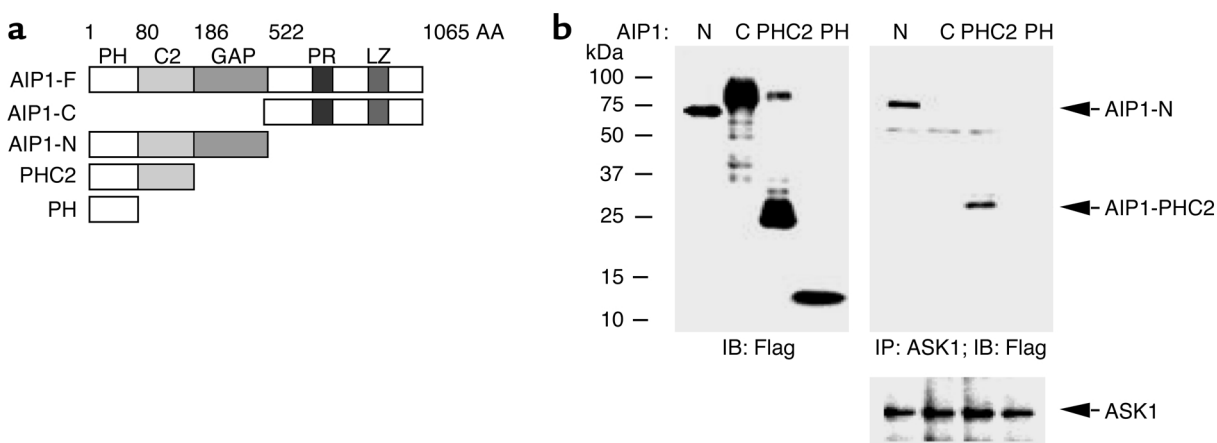 a
1 80 186 522 1065 AA
PH C2 GAP PR LZ
AIP1-F
AIP1-C
AIP1-N
PHC2
PH
b
AIP1: N C PHC2 PH N C PHC2 PH
kDa
100
75
50
37
25
15
10
AIP1-N
AIP1-PHC2
IB: Flag IP: ASK1; IB: Flag
ASK1